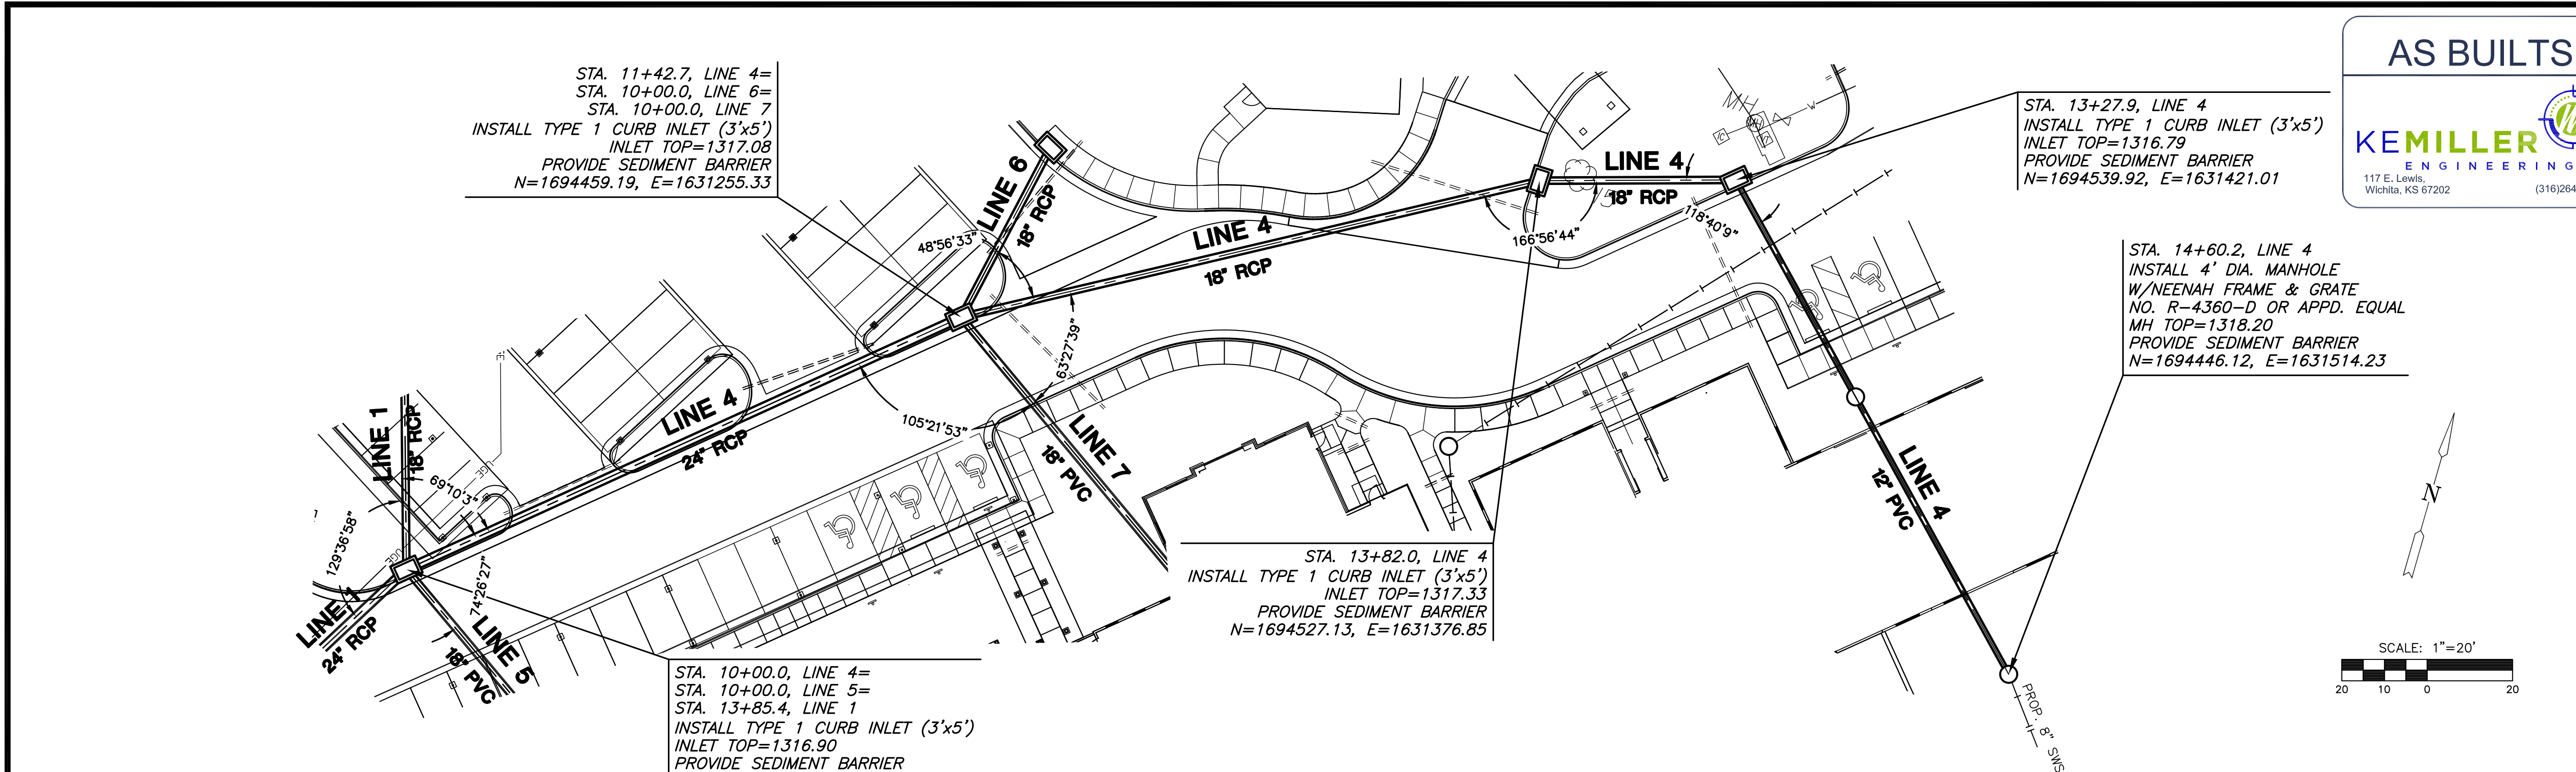 AS BUILTS
KEMILLER
ENGINEERING
117 E. Lewis,
Wichita, KS 67202
(316)264
STA. 11+42.7, LINE 4=
STA. 10+00.0, LINE 6=
STA. 10+00.0, LINE 7
INSTALL TYPE 1 CURB INLET (3'x5')
INLET TOP=1317.08
PROVIDE SEDIMENT BARRIER
N=1694459.19, E=1631255.33
STA. 13+27.9, LINE 4
INSTALL TYPE 1 CURB INLET (3'x5')
INLET TOP=1316.79
PROVIDE SEDIMENT BARRIER
N=1694539.92, E=1631421.01
STA. 14+60.2, LINE 4
INSTALL 4' DIA. MANHOLE
W/NEENAH FRAME & GRATE
NO. R-4360-D OR APPD. EQUAL
MH TOP=1318.20
PROVIDE SEDIMENT BARRIER
N=1694446.12, E=1631514.23
MH
W
LINE 6
18" RCP
48°56'33"
LINE 4
18" RCP
LINE 4
18" RCP
166°56'44"
118°40'9"
63°27'39"
105°21'53"
LINE 4
24" RCP
LINE 7
18" PVC
LINE 1
18" RCP
69°10'3"
UGE
UGE
129°36'58"
74°26'27"
LINE 1
24" RCP
LINE 5
18" PVC
LINE 4
12" PVC
STA. 13+82.0, LINE 4
INSTALL TYPE 1 CURB INLET (3'x5')
INLET TOP=1317.33
PROVIDE SEDIMENT BARRIER
N=1694527.13, E=1631376.85
STA. 10+00.0, LINE 4=
STA. 10+00.0, LINE 5=
STA. 13+85.4, LINE 1
INSTALL TYPE 1 CURB INLET (3'x5')
INLET TOP=1316.90
PROVIDE SEDIMENT BARRIER
N
SCALE: 1"=20'
20 10 0 20
PROP. 8" SWS